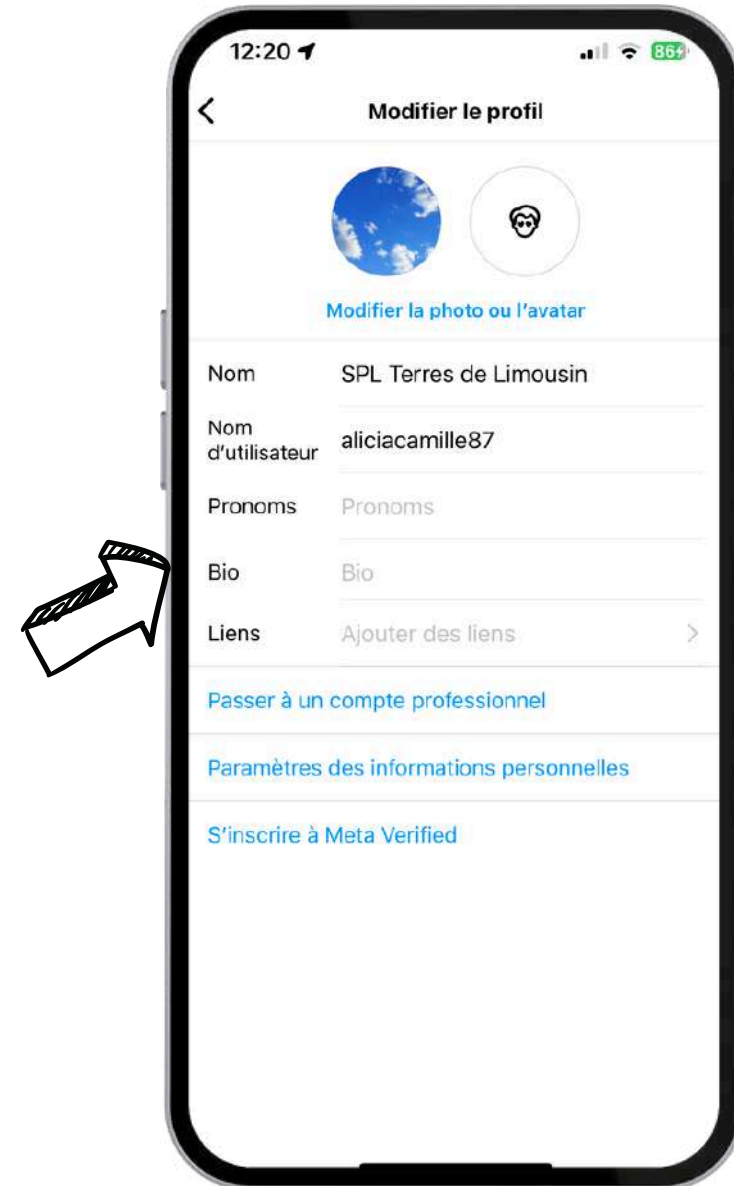 12:20
86
Modifier le profil
Modifier la photo ou l'avatar
Nom SPL Terres de Limousin
Nom
d'utilisateur aliciacamille87
Pronoms Pronoms
Bio Bio
Liens Ajouter des liens
Passer à un compte professionnel
Paramètres des informations personnelles
S'inscrire à Meta Verified